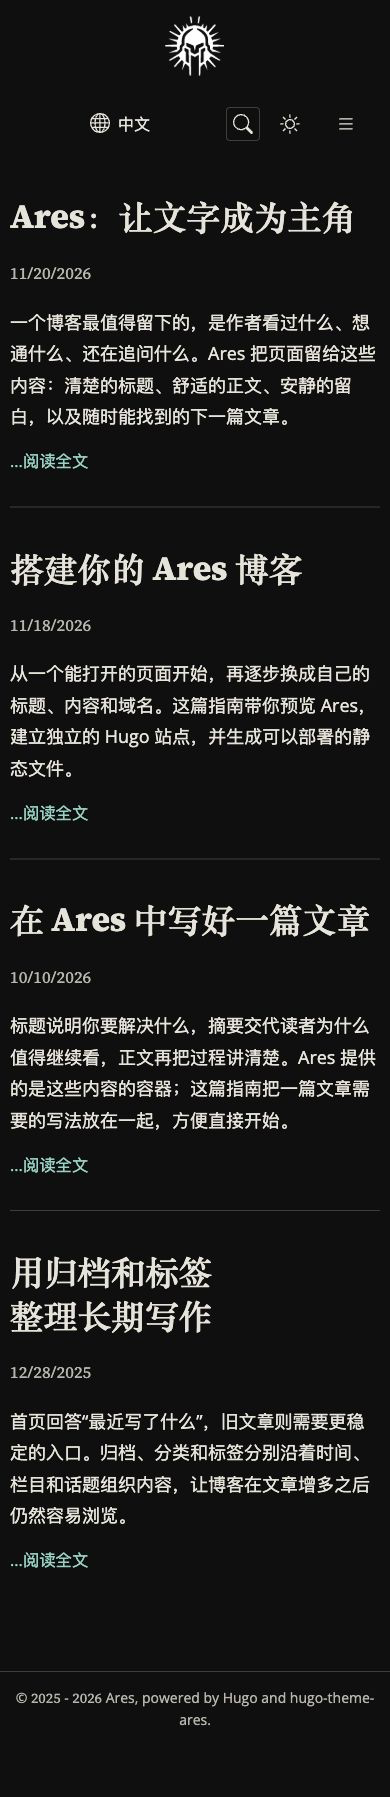 中文
Ares：让文字成为主角
11/20/2026
一个博客最值得留下的，是作者看过什么、想
通什么、还在追问什么。Ares 把页面留给这些
内容：清楚的标题、舒适的正文、安静的留
白，以及随时能找到的下一篇文章。
...阅读全文
搭建你的 Ares 博客
11/18/2026
从一个能打开的页面开始，再逐步换成自己的
标题、内容和域名。这篇指南带你预览 Ares，
建立独立的 Hugo 站点，并生成可以部署的静
态文件。
...阅读全文
在 Ares 中写好一篇文章
10/10/2026
标题说明你要解决什么，摘要交代读者为什么
值得继续看，正文再把过程讲清楚。Ares 提供
的是这些内容的容器；这篇指南把一篇文章需
要的写法放在一起，方便直接开始。
...阅读全文
用归档和标签
整理长期写作
12/28/2025
首页回答“最近写了什么”，旧文章则需要更稳
定的入口。归档、分类和标签分别沿着时间、
栏目和话题组织内容，让博客在文章增多之后
仍然容易浏览。
...阅读全文
© 2025 - 2026 Ares, powered by Hugo and hugo-theme-
ares.